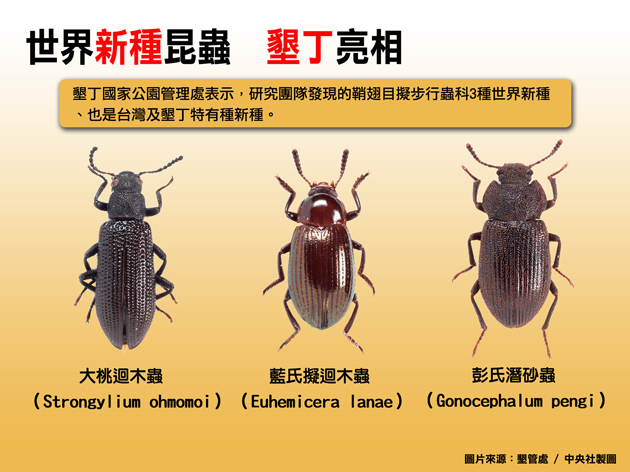 世界新種昆蟲　墾丁亮相
墾丁國家公園管理處表示，研究團隊發現的鞘翅目擬步行蟲科3種世界新種
、也是台灣及墾丁特有種新種。
大桃迴木蟲　藍氏擬迴木蟲　彭氏潛砂蟲
（Strongylium ohmomoi）（Euhemicera lanae）（Gonocephalum pengi）
圖片來源：墾管處 / 中央社製圖